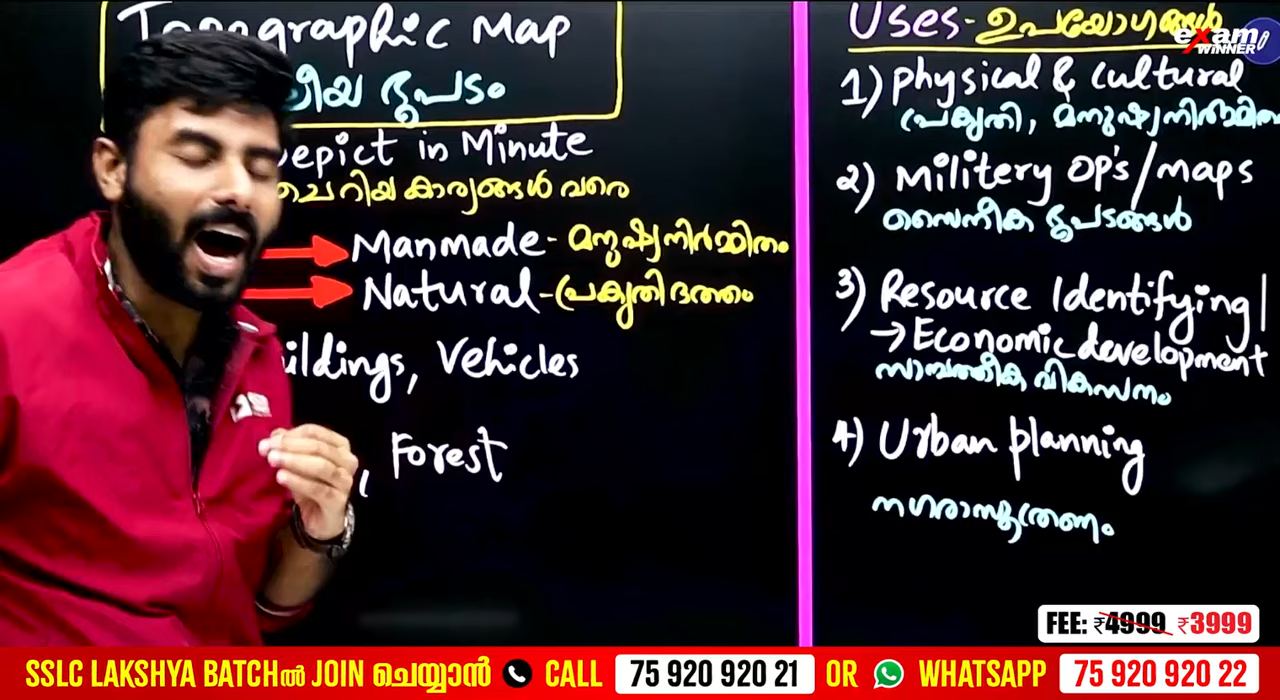 Topographic Map
ഭൂപടം
Depict in Minute
ചെറിയ കാര്യങ്ങൾ വരെ
Manmade - മനുഷ്യനിർമ്മിതം
Natural - പ്രകൃതിദത്തം
ildings, Vehicles
, Forest
Uses - ഉപയോഗങ്ങൾ
exam
WINNER
1) Physical & cultural
പ്രകൃതി, മനുഷ്യനിർമ്മിത
2) Militery OP's/maps
സൈനീക ഭൂപടങ്ങൾ
3) Resource Identifying |
→ Economic development
സാമ്പത്തീക വികസനം
4) Urban planning
നഗരാസൂത്രണം
FEE: ₹4999 ₹3999
SSLC LAKSHYA BATCHൽ JOIN ചെയ്യാൻ CALL 75 920 920 21 OR WHATSAPP 75 920 920 22